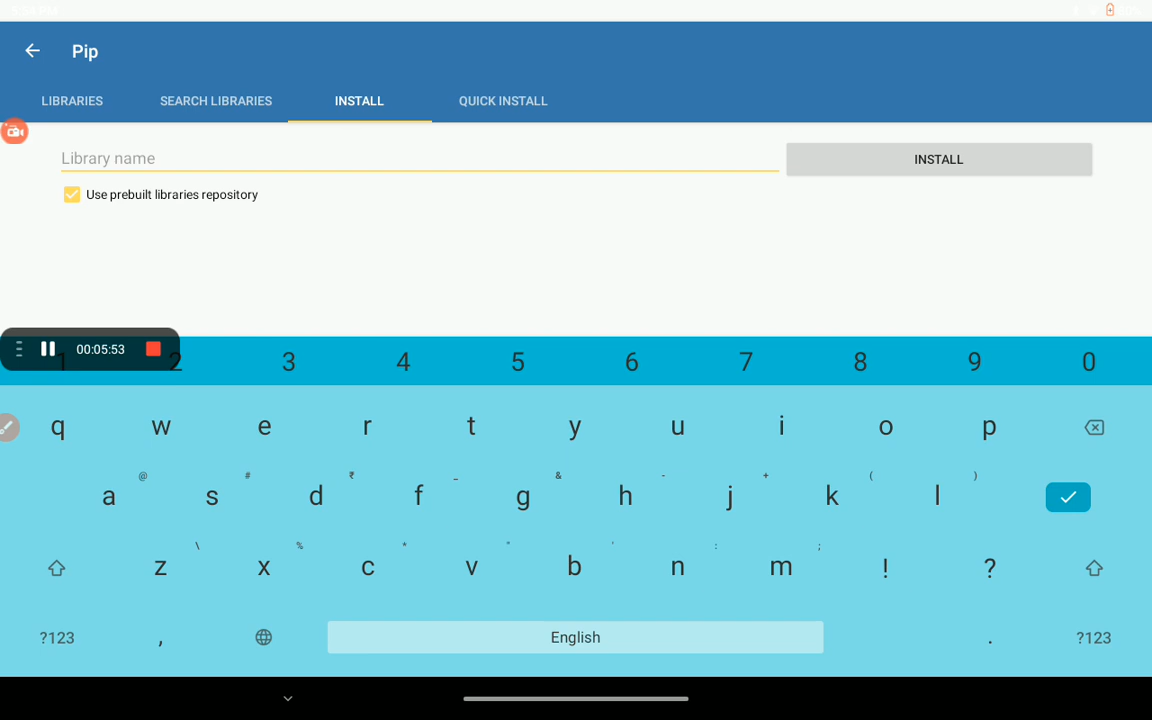 Pip
LIBRARIES SEARCH LIBRARIES INSTALL QUICK INSTALL
Library name INSTALL
Use prebuilt libraries repository
00:05:53
1 2 3 4 5 6 7 8 9 0
q w e r t y u i o p
@ # ₹ _ & - + ( )
a s d f g h j k l
\ % * " ' : ;
z x c v b n m ! ?
?123 , English . ?123